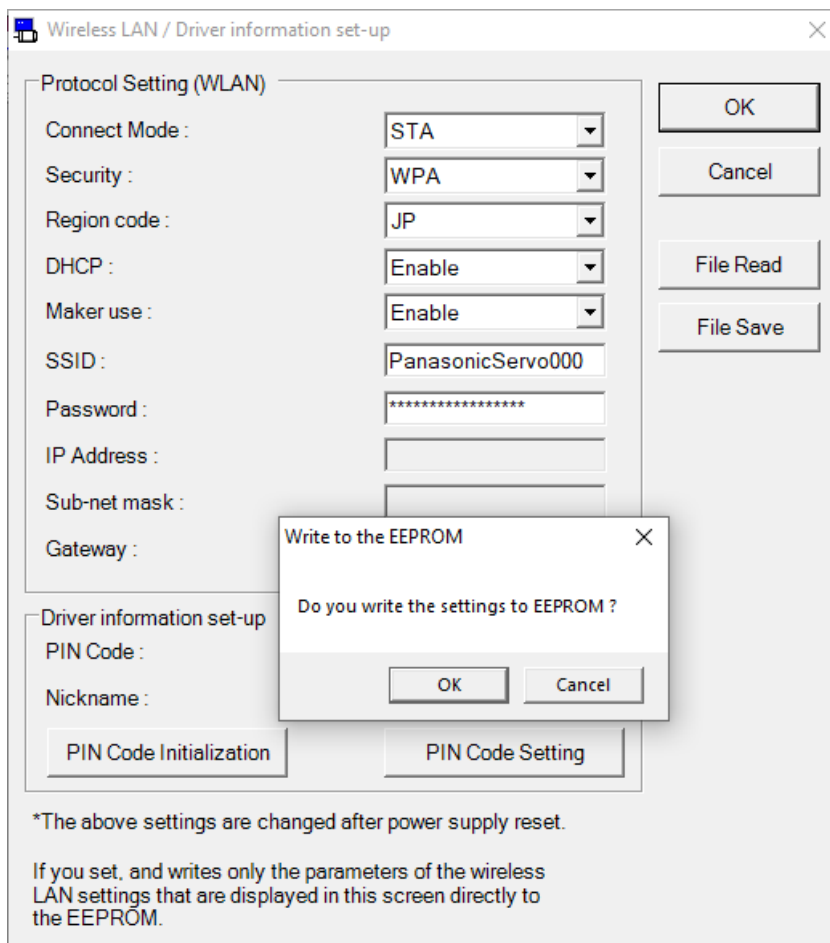 Wireless LAN / Driver information set-up
Protocol Setting (WLAN)
OK
Connect Mode :
STA
Security :
WPA
Cancel
Region code :
JP
DHCP :
Enable
File Read
Maker use :
Enable
File Save
SSID :
PanasonicServo000
Password :
*****************
IP Address :
Sub-net mask :
Gateway :
Write to the EEPROM
Do you write the settings to EEPROM ?
OK
Cancel
Driver information set-up
PIN Code :
Nickname :
PIN Code Initialization
PIN Code Setting
*The above settings are changed after power supply reset.
If you set, and writes only the parameters of the wireless
LAN settings that are displayed in this screen directly to
the EEPROM.